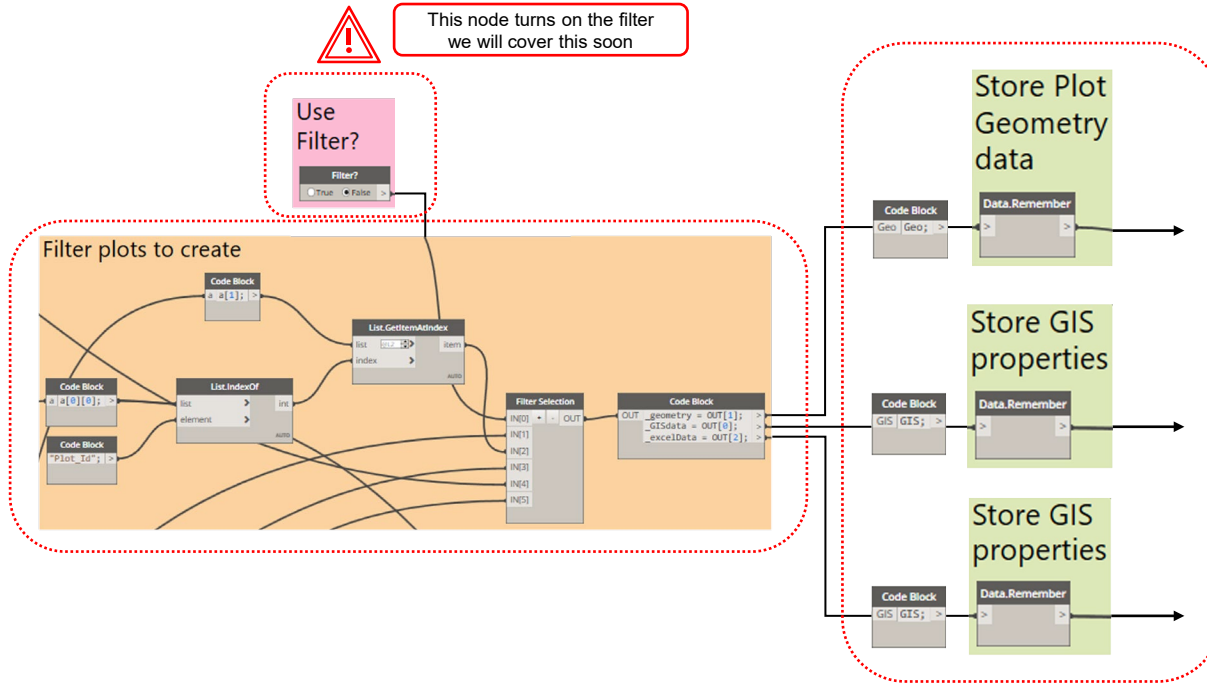 This node turns on the filter
we will cover this soon
Use
Filter?
Filter?
True False >
Filter plots to create
Code Block
a a[1]; >
List.GetItemAtIndex
list > item
index >
AUTO
Code Block
a a[0][0]; >
List.IndexOf
list > int
element >
AUTO
Code Block
"Plot_Id"; >
Filter Selection
IN[0] + - OUT
IN[1]
IN[2]
IN[3]
IN[4]
IN[5]
Code Block
OUT _geometry = OUT[1]; >
_GISdata = OUT[0]; >
_excelData = OUT[2]; >
Store Plot
Geometry
data
Code Block
Geo Geo; >
Data.Remember
> >
Store GIS
properties
Code Block
GIS GIS; >
Data.Remember
> >
Store GIS
properties
Code Block
GIS GIS; >
Data.Remember
> >